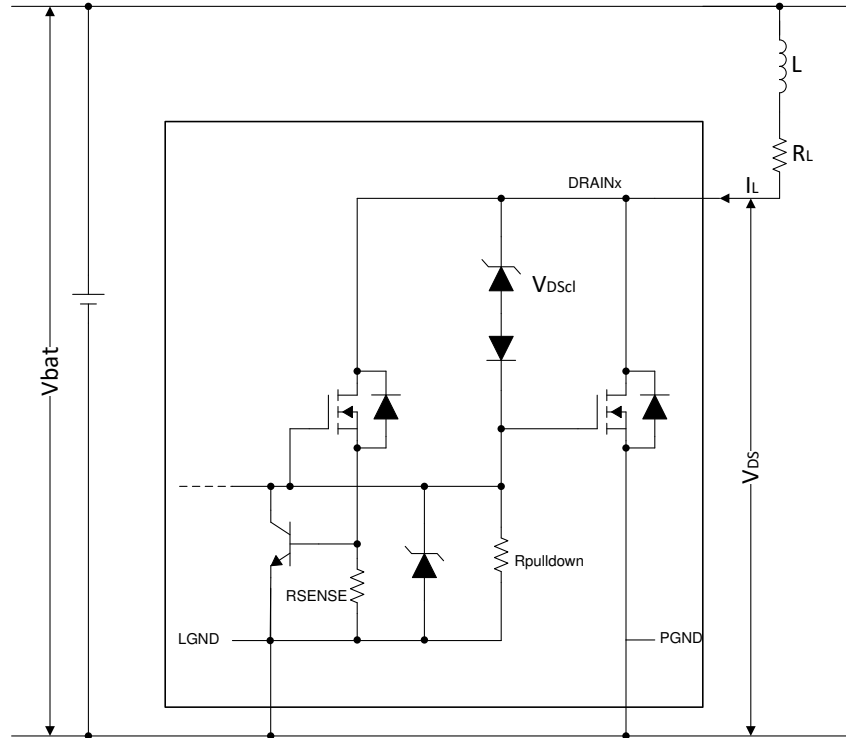 L
RL
DRAINx
IL
VDScl
Vbat
VDS
Rpulldown
RSENSE
LGND
PGND